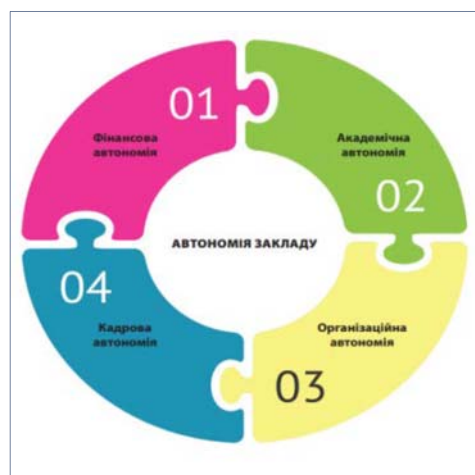 01
Фінансова
автономія
Академічна
автономія
02
АВТОНОМІЯ ЗАКЛАДУ
04
Кадрова
автономія
Організаційна
автономія
03